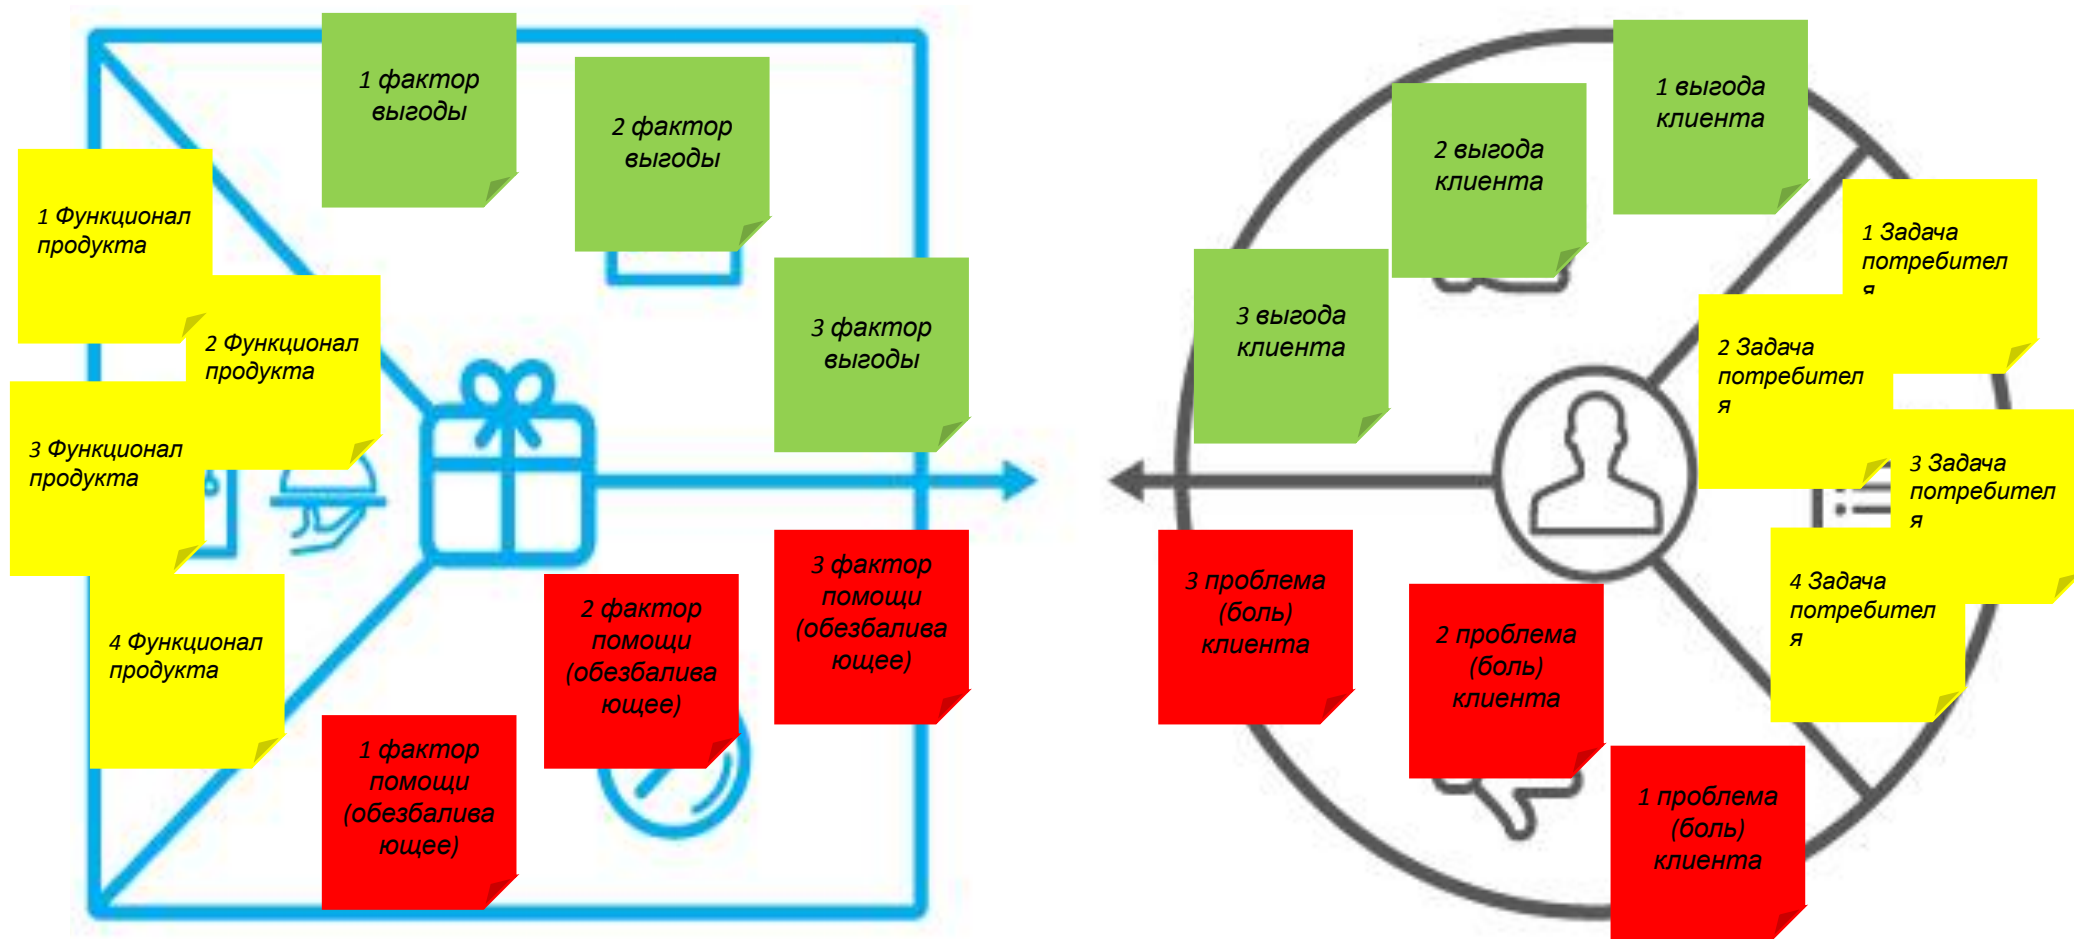 1 фактор
выгоды
2 фактор
выгоды
3 фактор
выгоды
1 Функционал
продукта
2 Функционал
продукта
3 Функционал
продукта
4 Функционал
продукта
1 фактор
помощи
(обезбалива
ющее)
2 фактор
помощи
(обезбалива
ющее)
3 фактор
помощи
(обезбалива
ющее)
1 выгода
клиента
2 выгода
клиента
3 выгода
клиента
1 Задача
потребител
я
2 Задача
потребител
я
3 Задача
потребител
я
4 Задача
потребител
я
3 проблема
(боль)
клиента
2 проблема
(боль)
клиента
1 проблема
(боль)
клиента